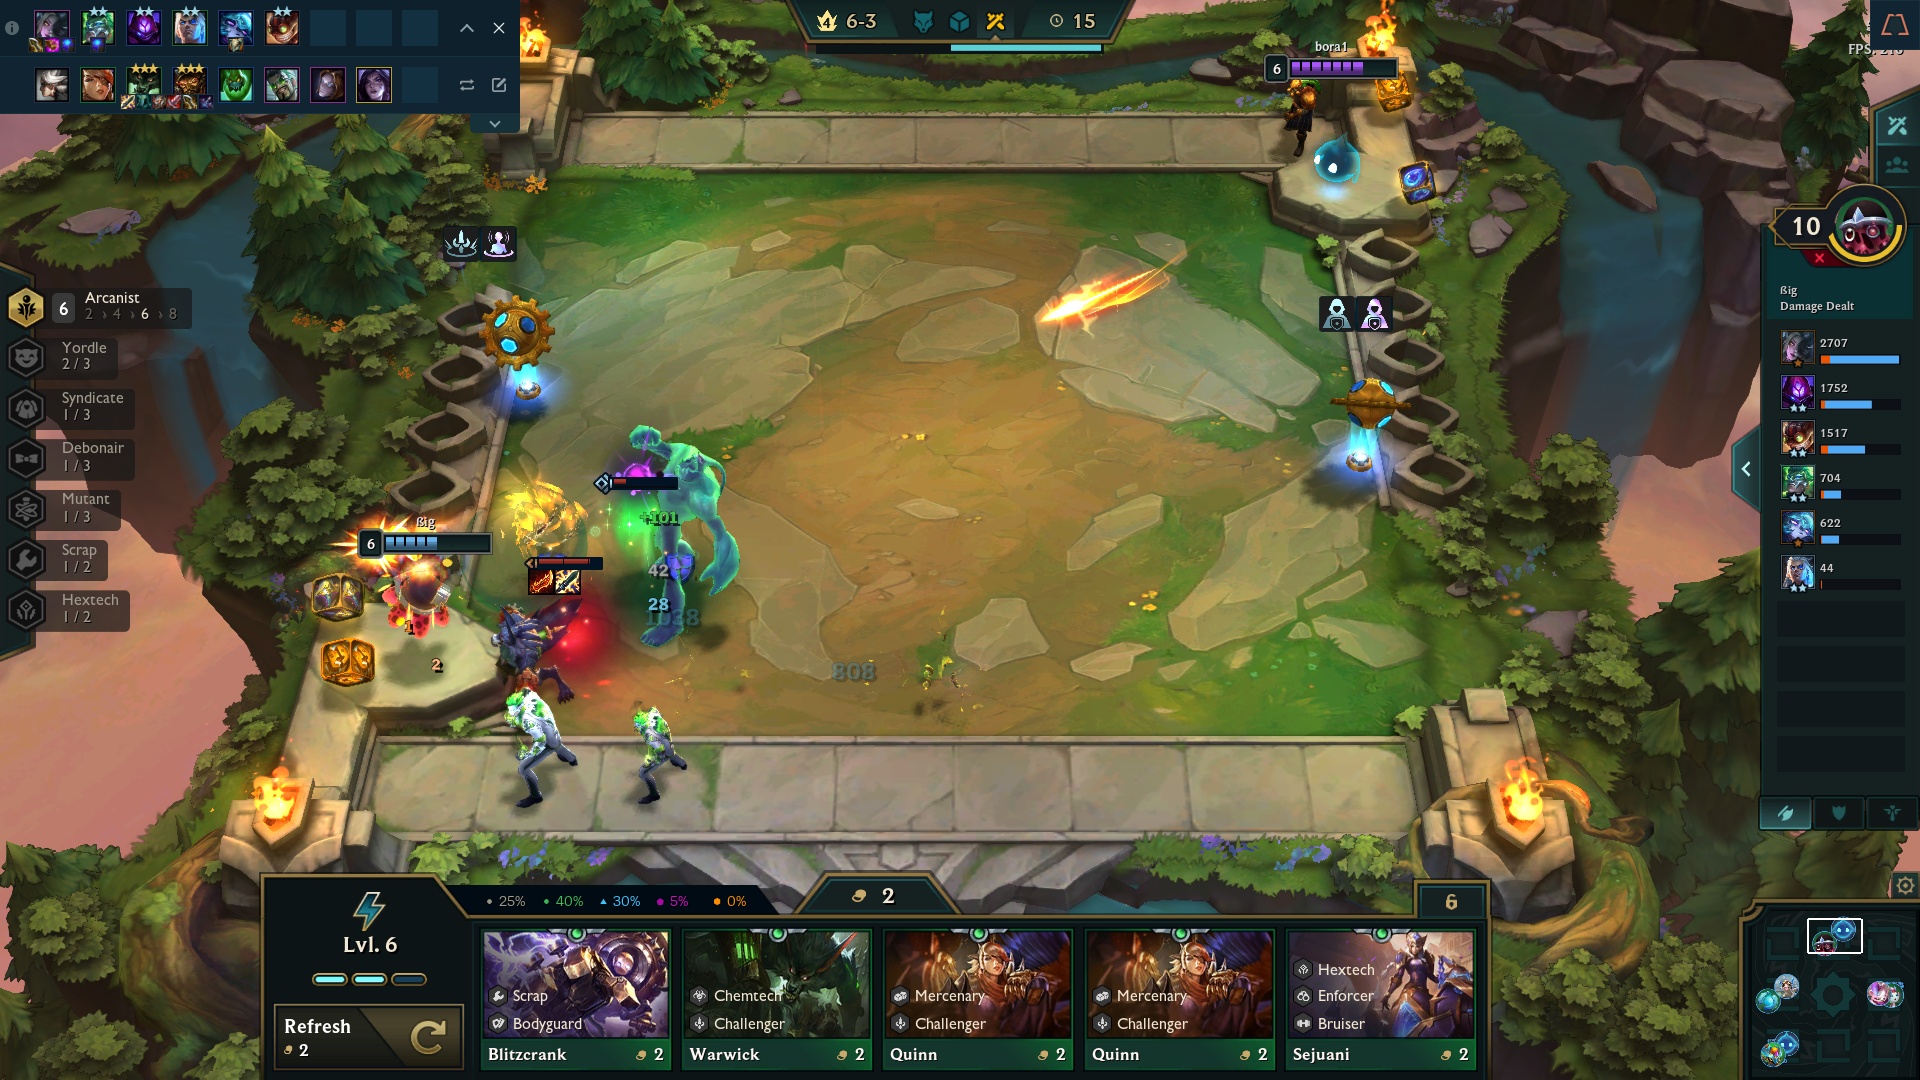 4
6-3
15
bora1
6
FPS:
10
ßig
Damage Dealt
2707
1752
1517
704
622
44
6
Arcanist
2 › 4 › 6 › 8
Yordle
2 / 3
Syndicate
1 / 3
Debonair
1 / 3
Mutant
1 / 3
Scrap
1 / 2
Hextech
1 / 2
ßig
6
+101
42
28
1038
808
1
2
25%
40%
30%
5%
0%
2
6
Lvl. 6
Refresh
2
Scrap
Bodyguard
Blitzcrank
2
Chemtech
Challenger
Warwick
2
Mercenary
Challenger
Quinn
2
Mercenary
Challenger
Quinn
2
Hextech
Enforcer
Bruiser
Sejuani
2